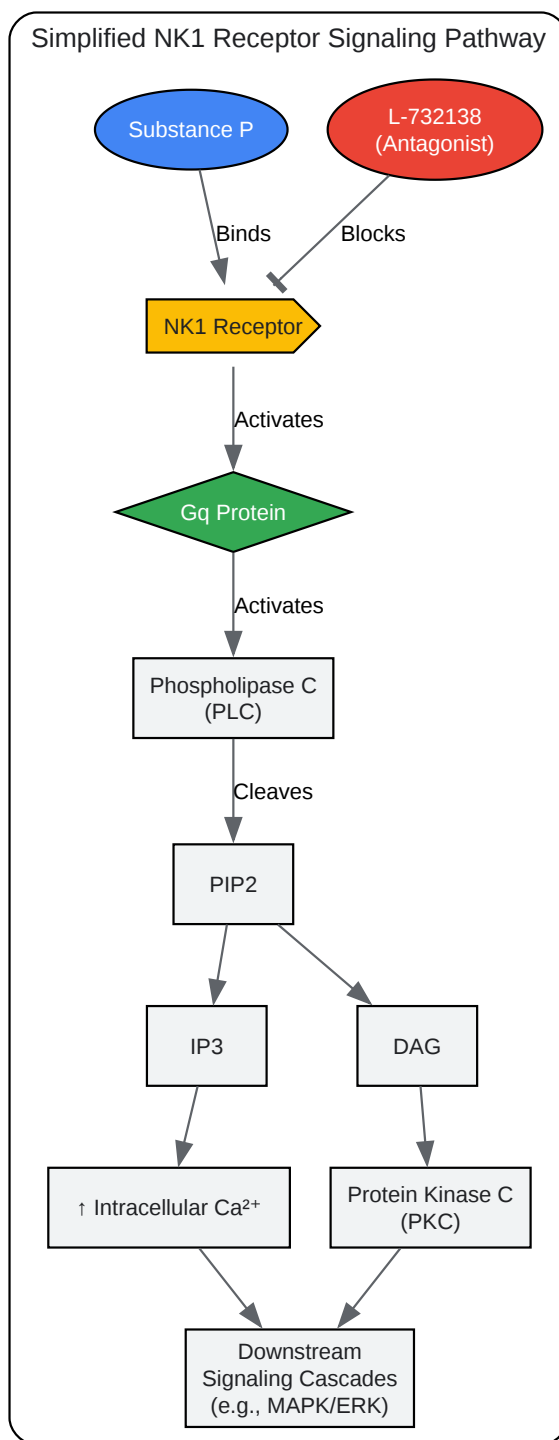 Simplified NK1 Receptor Signaling Pathway
Substance P
L-732138
(Antagonist)
Binds
Blocks
NK1 Receptor
Activates
Gq Protein
Activates
Phospholipase C
(PLC)
Cleaves
PIP2
IP3
DAG
↑ Intracellular Ca²⁺
Protein Kinase C
(PKC)
Downstream
Signaling Cascades
(e.g., MAPK/ERK)